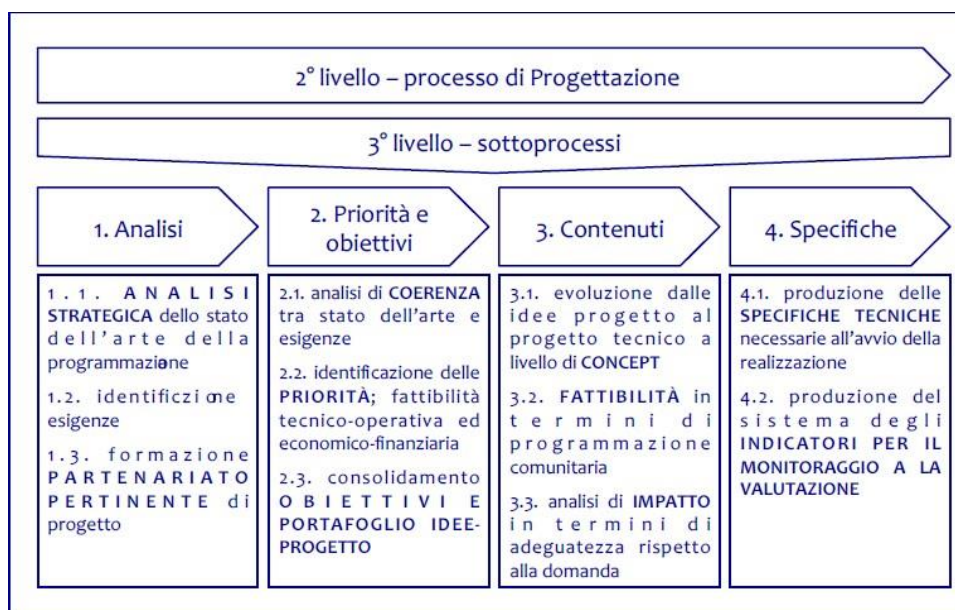 2° livello – processo di Progettazione
3° livello – sottoprocessi
1. Analisi
1.1. ANALISI
STRATEGICA dello stato
dell'arte della
programmazione
1.2. identificzione
esigenze
1.3. formazione
PARTENARIATO
PERTINENTE di
progetto
2. Priorità e
obiettivi
2.1. analisi di COERENZA
tra stato dell'arte e
esigenze
2.2. identificazione delle
PRIORITÀ; fattibilità
tecnico-operativa ed
economico-finanziaria
2.3. consolidamento
OBIETTIVI E
PORTAFOGLIO IDEE-
PROGETTO
3. Contenuti
3.1. evoluzione dalle
idee progetto al
progetto tecnico a
livello di CONCEPT
3.2. FATTIBILITÀ in
termini di
programmazione
comunitaria
3.3. analisi di IMPATTO
in termini di
adeguatezza rispetto
alla domanda
4. Specifiche
4.1. produzione delle
SPECIFICHE TECNICHE
necessarie all'avvio della
realizzazione
4.2. produzione del
sistema degli
INDICATORI PER IL
MONITORAGGIO A LA
VALUTAZIONE